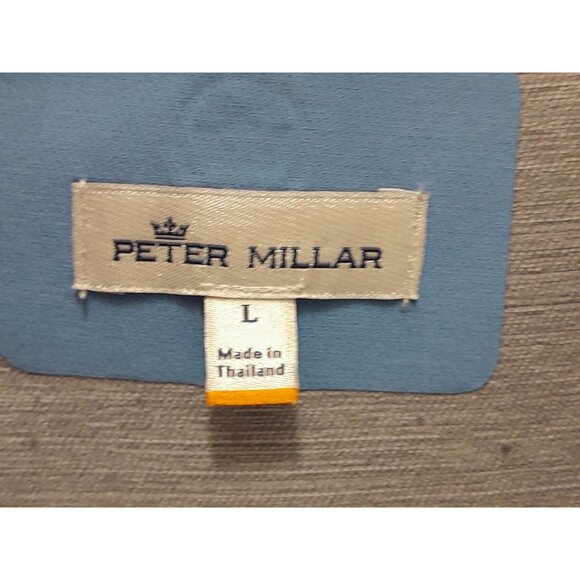 PETER MILLAR
L
Made in
Thailand